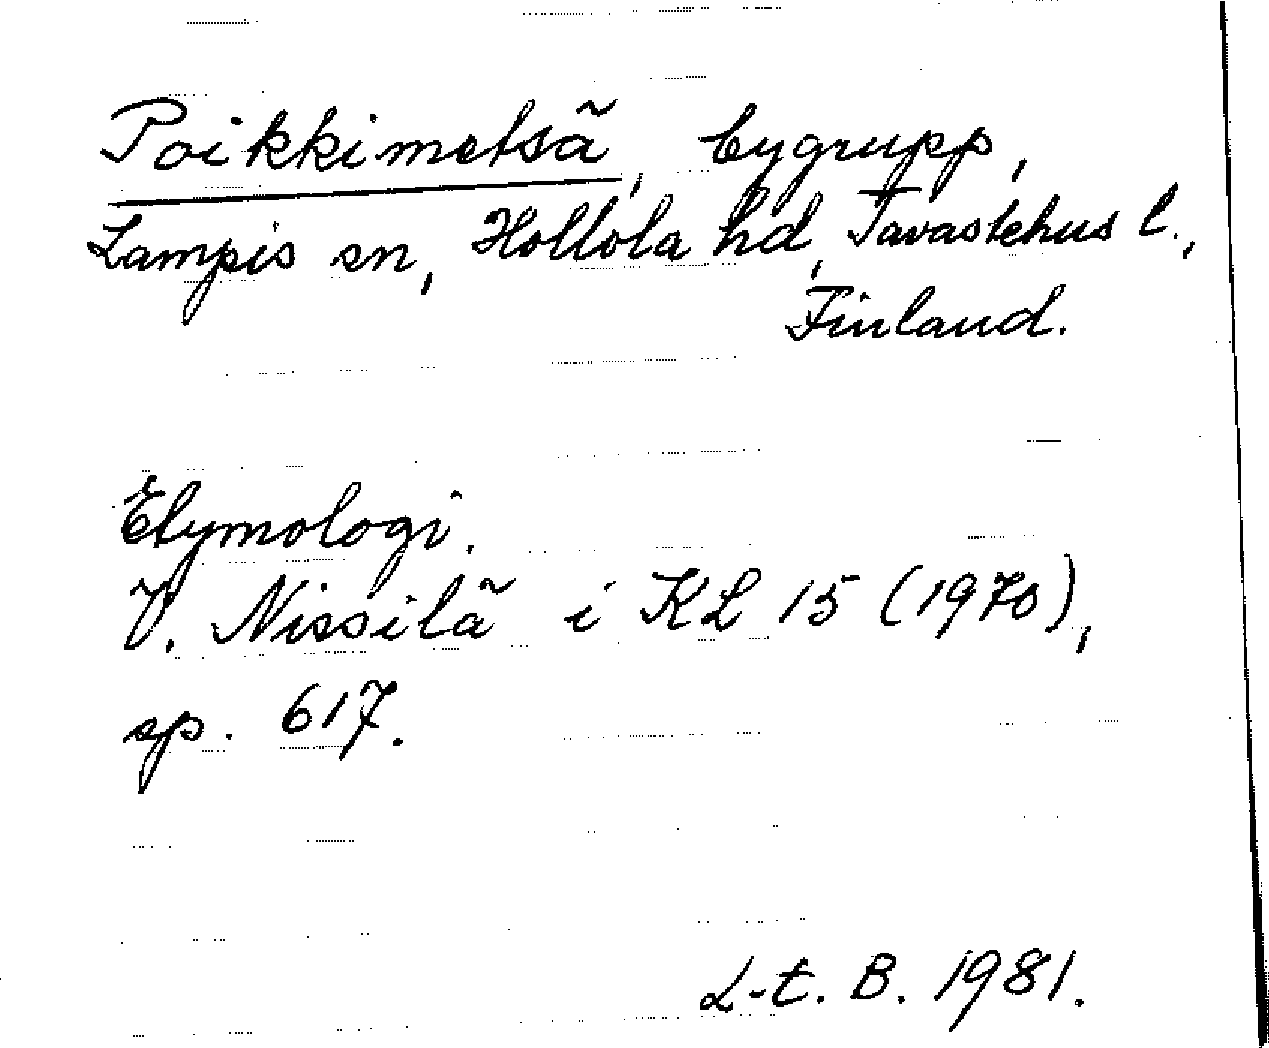 Poikkimetsä, bygrupp,
Lampis sn, Hollola hd, Tavastehus l.,
Finland.
Etymologi.
V. Nissilä i KL 15 (1970),
sp. 617.
L-t. B. 1981.